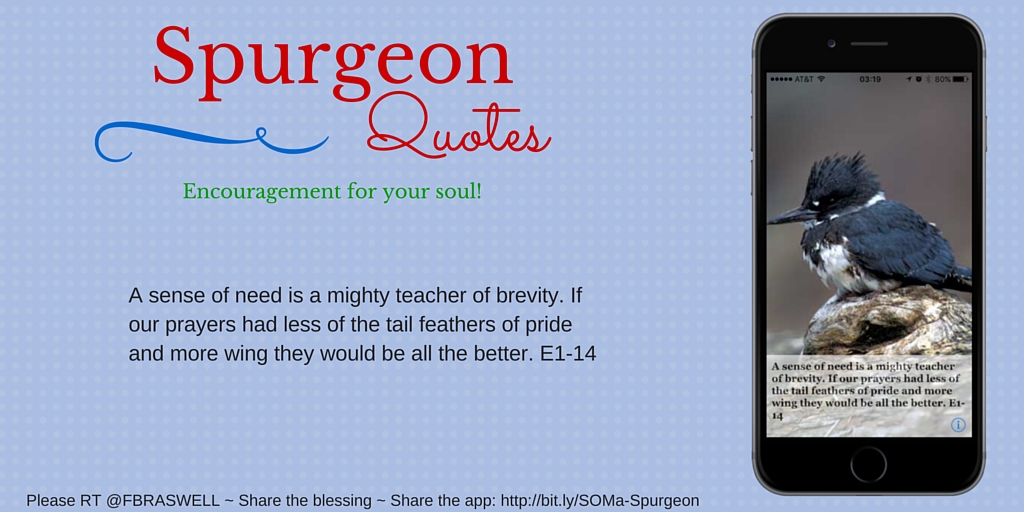 Spurgeon
Quotes
Encouragement for your soul!
A sense of need is a mighty teacher of brevity. If
our prayers had less of the tail feathers of pride
and more wing they would be all the better. E1-14
Please RT @FBRASWELL ~ Share the blessing ~ Share the app: http://bit.ly/SOMa-Spurgeon
AT&T 03:19 80%
A sense of need is a mighty teacher
of brevity. If our prayers had less of
the tail feathers of pride and more
wing they would be all the better. E1-
14
i